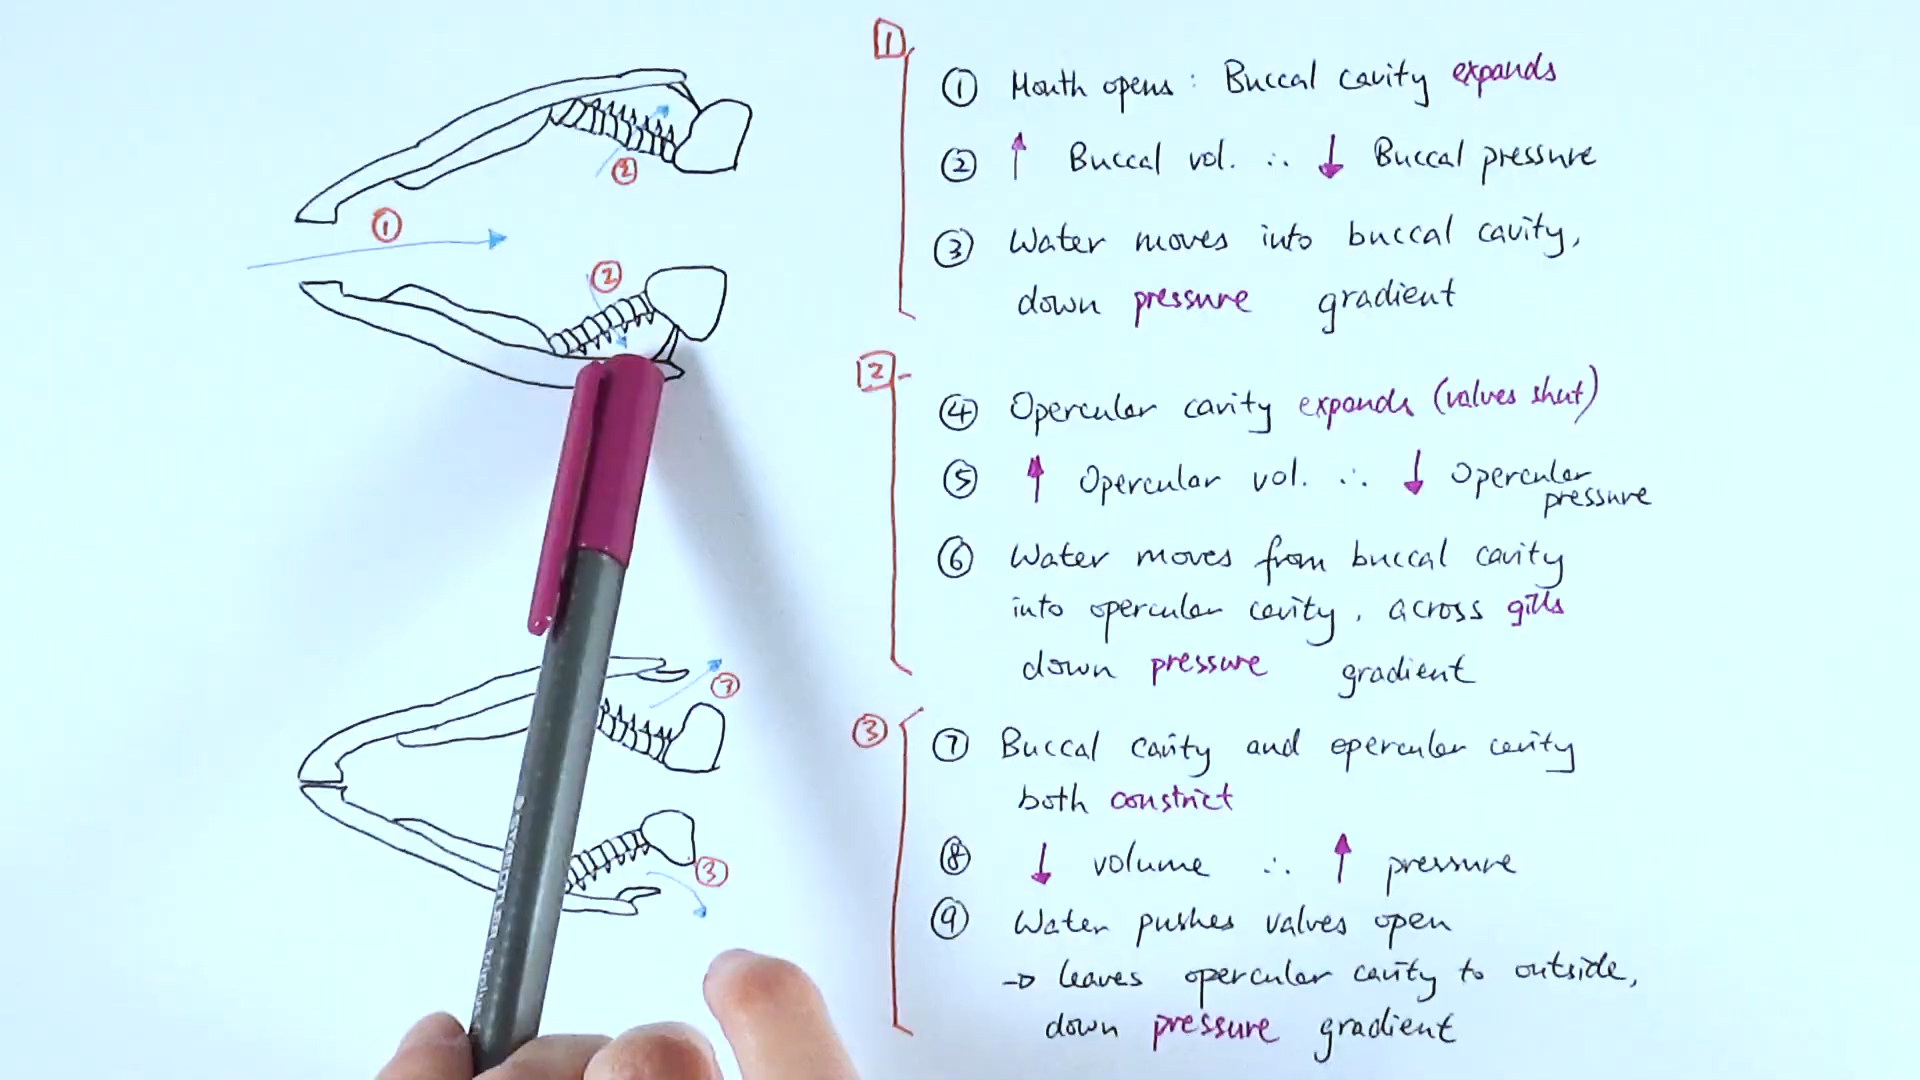 1
① Mouth opens : Buccal cavity expands
② ↑ Buccal vol. ∴ ↓ Buccal pressure
③ Water moves into buccal cavity,
down pressure gradient
2
④ Opercular cavity expands (valves shut)
⑤ ↑ Opercular vol. ∴ ↓ Opercular
pressure
⑥ Water moves from buccal cavity
into opercular cavity, across gills
down pressure gradient
③
⑦ Buccal cavity and opercular cavity
both constrict
⑧ ↓ volume ∴ ↑ pressure
⑨ Water pushes valves open
→ leaves opercular cavity to outside,
down pressure gradient
②
①
②
③
③